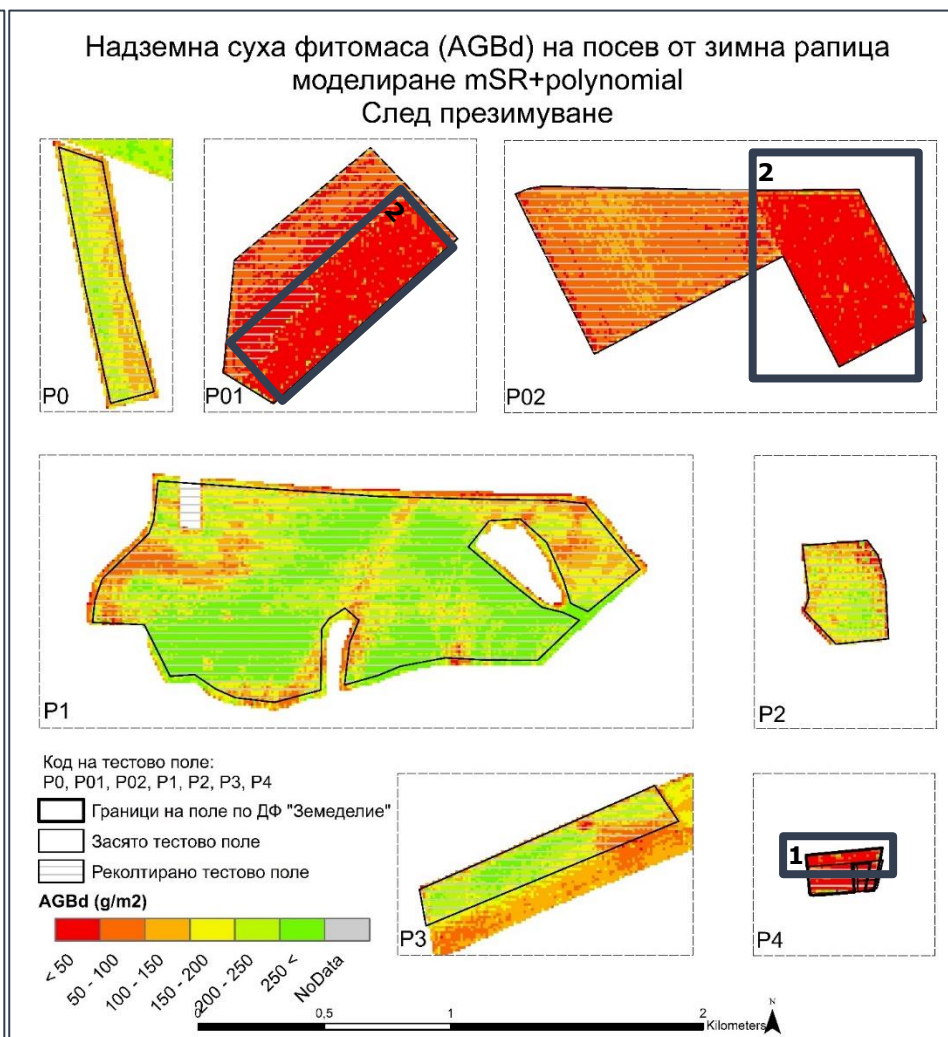 Надземна суха фитомаса (AGBd) на посев от зимна рапица
моделиране mSR+polynomial
След презимуване
P0
2
P01
2
P02
P1
P2
Код на тестово поле:
P0, P01, P02, P1, P2, P3, P4
Граници на поле по ДФ "Земеделие"
Засято тестово поле
Реколтирано тестово поле
AGBd (g/m2)
< 50
50 - 100
100 - 150
150 - 200
200 - 250
250 <
NoData
P3
1
P4
0 0,5 1 2
Kilometers
N